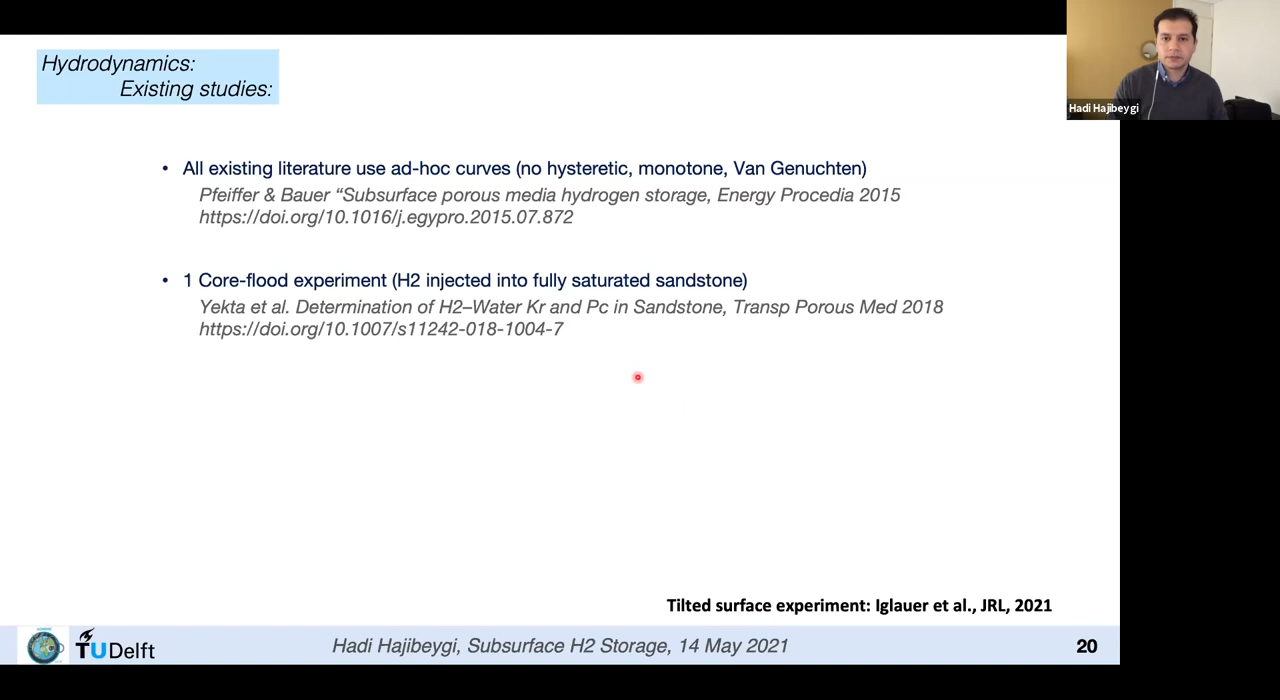 Hydrodynamics:
Existing studies:
Hadi Hajibeygi
• All existing literature use ad-hoc curves (no hysteretic, monotone, Van Genuchten)
Pfeiffer & Bauer “Subsurface porous media hydrogen storage, Energy Procedia 2015
https://doi.org/10.1016/j.egypro.2015.07.872
• 1 Core-flood experiment (H2 injected into fully saturated sandstone)
Yekta et al. Determination of H2–Water Kr and Pc in Sandstone, Transp Porous Med 2018
https://doi.org/10.1007/s11242-018-1004-7
Tilted surface experiment: Iglauer et al., JRL, 2021
TUDelft
Hadi Hajibeygi, Subsurface H2 Storage, 14 May 2021
20